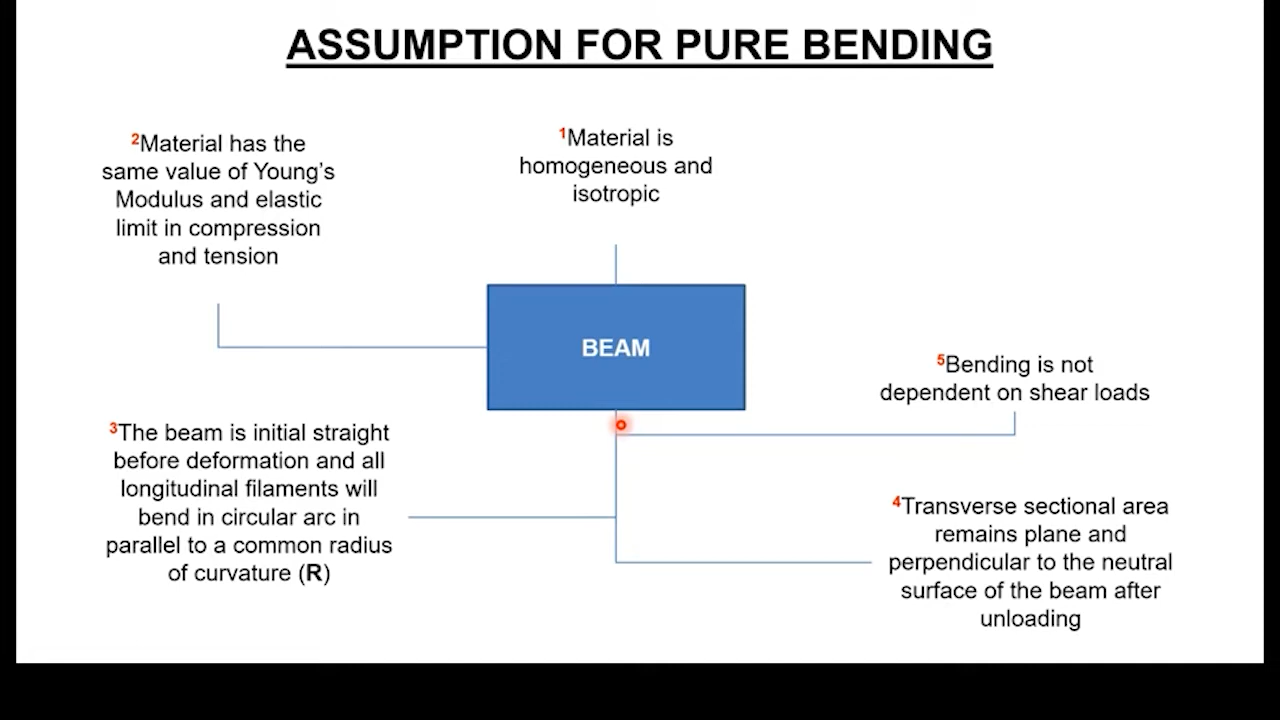 ASSUMPTION FOR PURE BENDING
²Material has the
same value of Young's
Modulus and elastic
limit in compression
and tension
¹Material is
homogeneous and
isotropic
BEAM
⁵Bending is not
dependent on shear loads
³The beam is initial straight
before deformation and all
longitudinal filaments will
bend in circular arc in
parallel to a common radius
of curvature (R)
⁴Transverse sectional area
remains plane and
perpendicular to the neutral
surface of the beam after
unloading